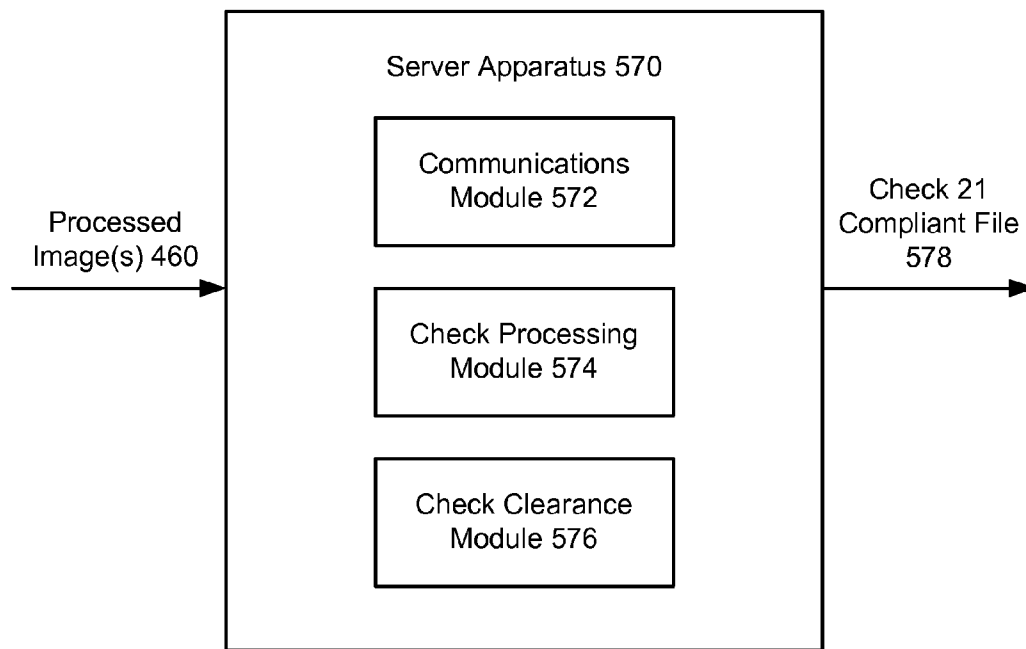 Server Apparatus 570
Communications
Module 572
Processed
Image(s) 460
Check 21
Compliant File
578
Check Processing
Module 574
Check Clearance
Module 576